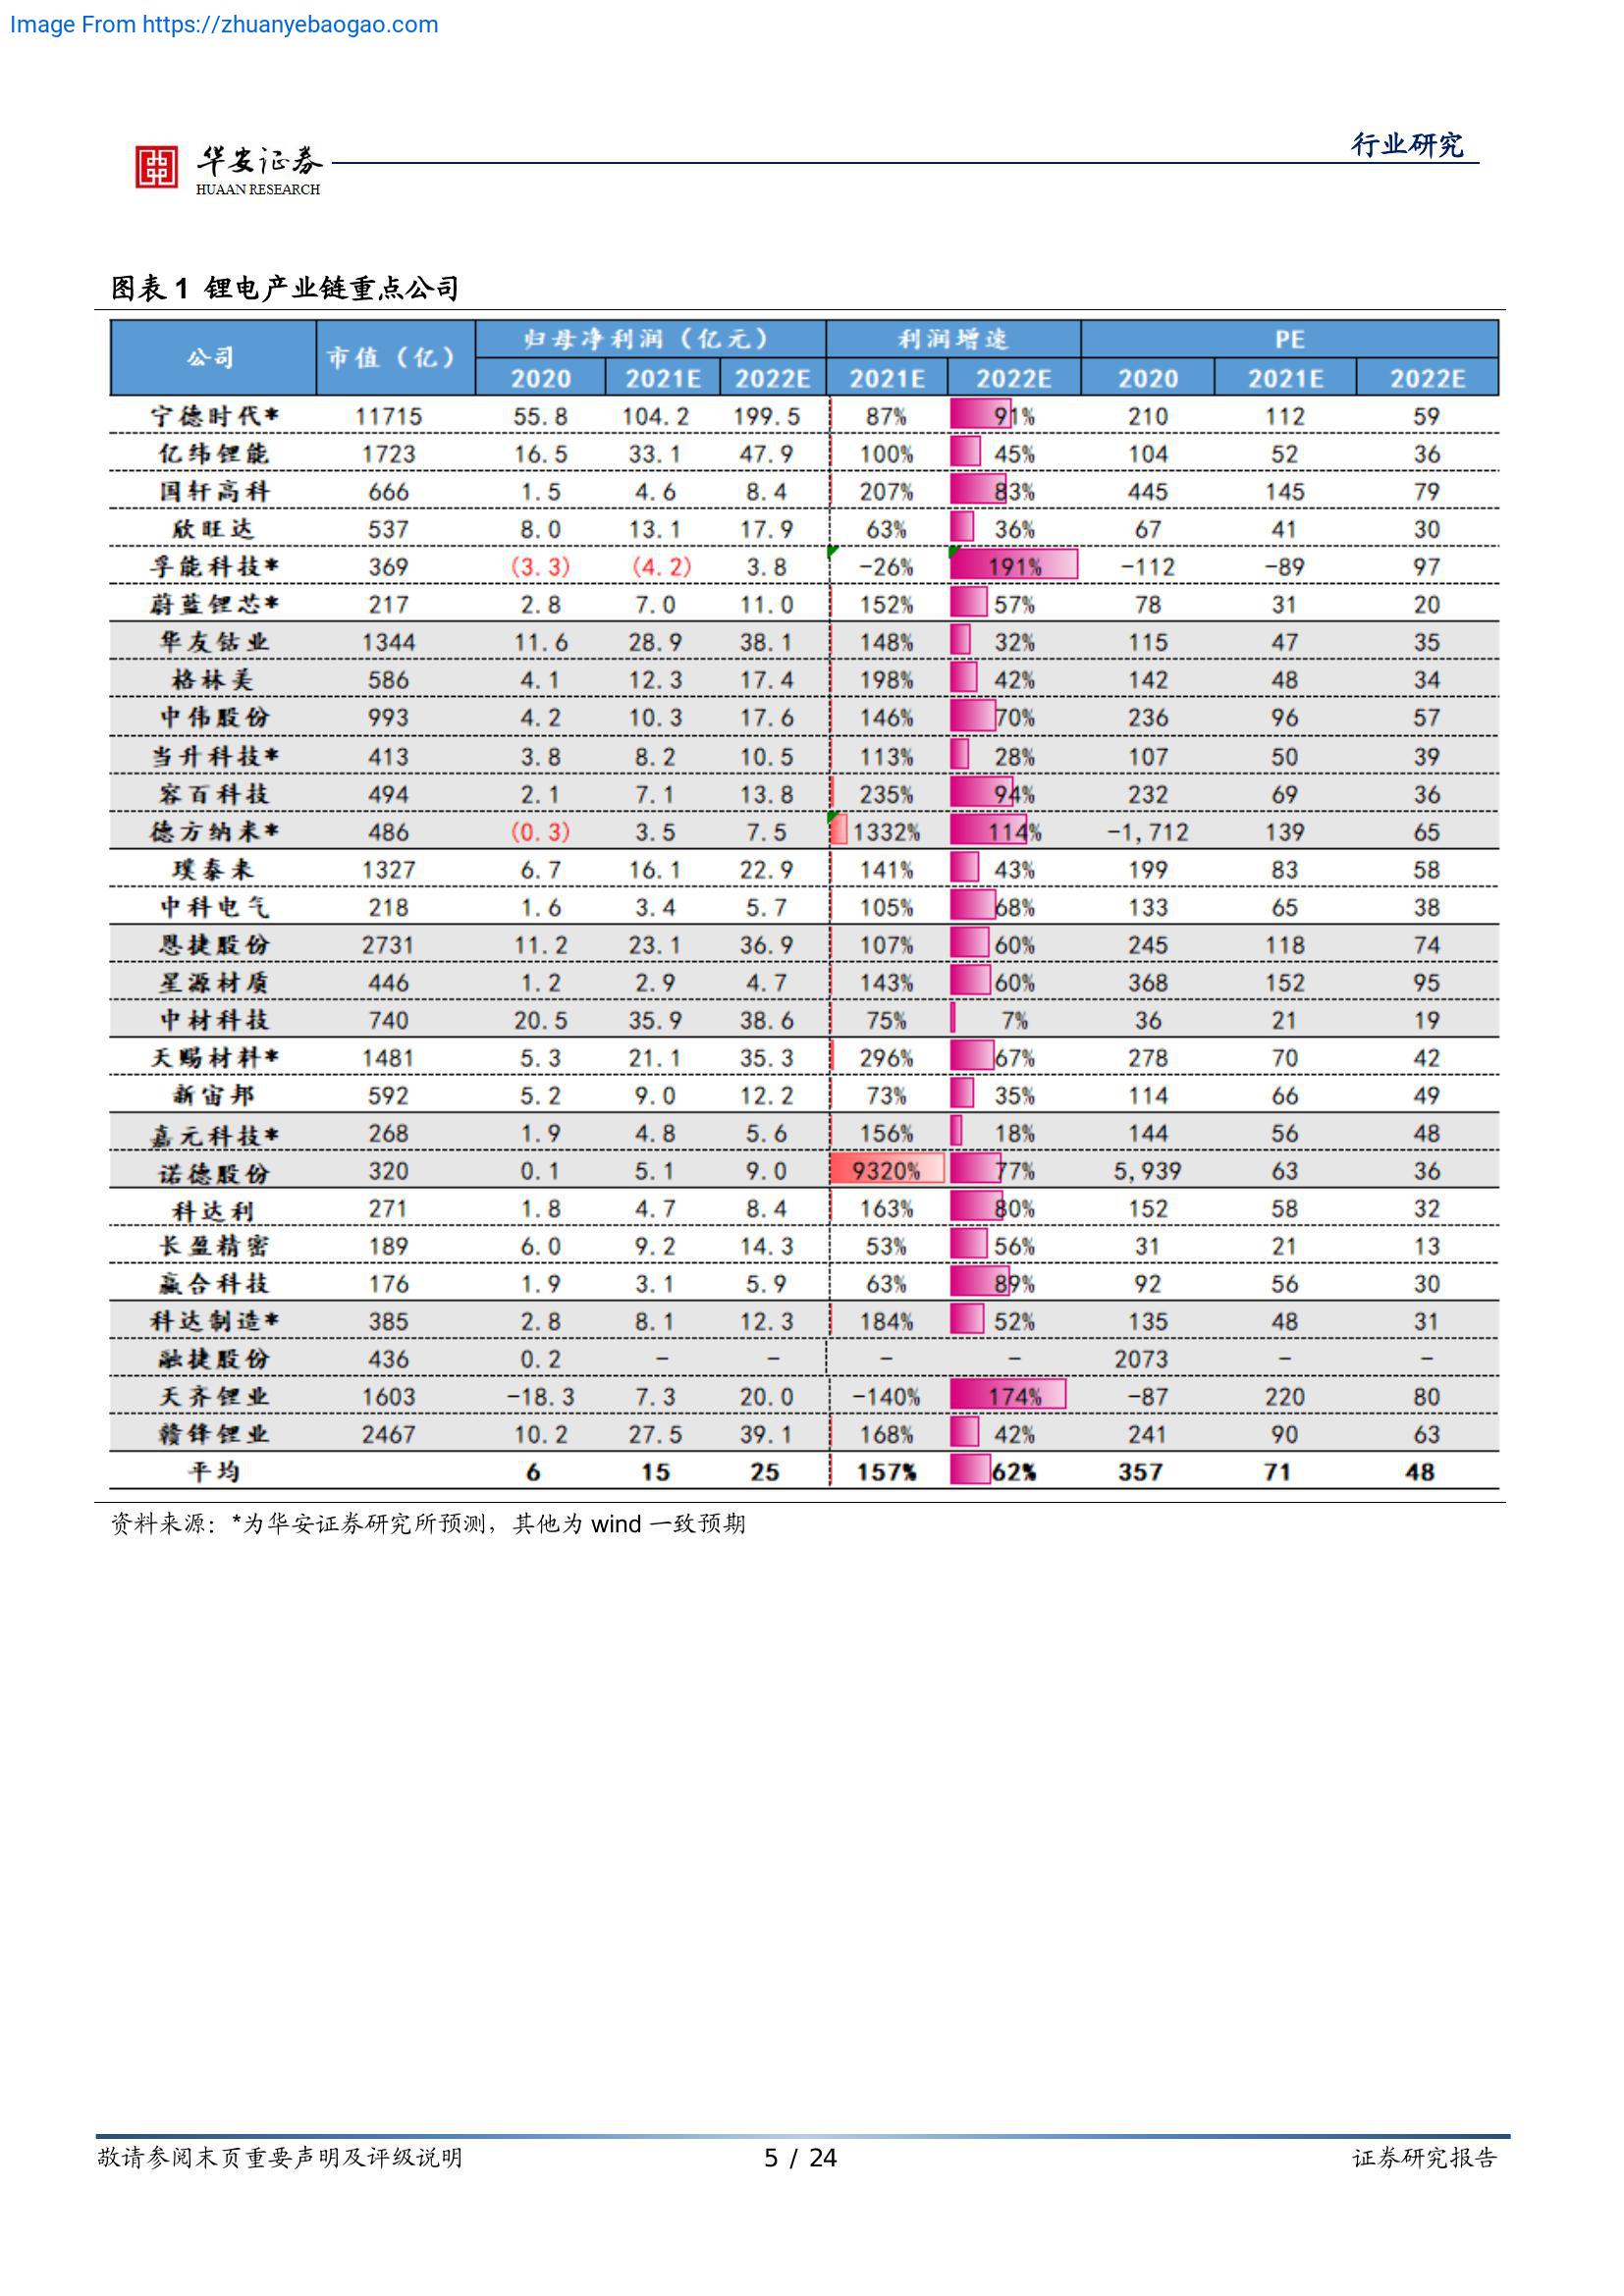 Image From https://zhuanyebaogao.com
华安证券
HUAAN RESEARCH
行业研究
图表 1 锂电产业链重点公司
公司 市值（亿） 归母净利润（亿元） 利润增速 PE
2020 2021E 2022E 2021E 2022E 2020 2021E 2022E
宁德时代* 11715 55.8 104.2 199.5 87% 91% 210 112 59
亿纬锂能 1723 16.5 33.1 47.9 100% 45% 104 52 36
国轩高科 666 1.5 4.6 8.4 207% 83% 445 145 79
欣旺达 537 8.0 13.1 17.9 63% 36% 67 41 30
孚能科技* 369 (3.3) (4.2) 3.8 -26% 191% -112 -89 97
蔚蓝锂芯* 217 2.8 7.0 11.0 152% 57% 78 31 20
华友钴业 1344 11.6 28.9 38.1 148% 32% 115 47 35
格林美 586 4.1 12.3 17.4 198% 42% 142 48 34
中伟股份 993 4.2 10.3 17.6 146% 70% 236 96 57
当升科技* 413 3.8 8.2 10.5 113% 28% 107 50 39
容百科技 494 2.1 7.1 13.8 235% 94% 232 69 36
德方纳米* 486 (0.3) 3.5 7.5 1332% 114% -1,712 139 65
璞泰来 1327 6.7 16.1 22.9 141% 43% 199 83 58
中科电气 218 1.6 3.4 5.7 105% 68% 133 65 38
恩捷股份 2731 11.2 23.1 36.9 107% 60% 245 118 74
星源材质 446 1.2 2.9 4.7 143% 60% 368 152 95
中材科技 740 20.5 35.9 38.6 75% 7% 36 21 19
天赐材料* 1481 5.3 21.1 35.3 296% 67% 278 70 42
新宙邦 592 5.2 9.0 12.2 73% 35% 114 66 49
嘉元科技* 268 1.9 4.8 5.6 156% 18% 144 56 48
诺德股份 320 0.1 5.1 9.0 9320% 77% 5,939 63 36
科达利 271 1.8 4.7 8.4 163% 80% 152 58 32
长盈精密 189 6.0 9.2 14.3 53% 56% 31 21 13
赢合科技 176 1.9 3.1 5.9 63% 89% 92 56 30
科达制造* 385 2.8 8.1 12.3 184% 52% 135 48 31
融捷股份 436 0.2 - - - - 2073 - -
天齐锂业 1603 -18.3 7.3 20.0 -140% 174% -87 220 80
赣锋锂业 2467 10.2 27.5 39.1 168% 42% 241 90 63
平均 6 15 25 157% 62% 357 71 48
资料来源：*为华安证券研究所预测，其他为 wind 一致预期
敬请参阅末页重要声明及评级说明 5 / 24 证券研究报告